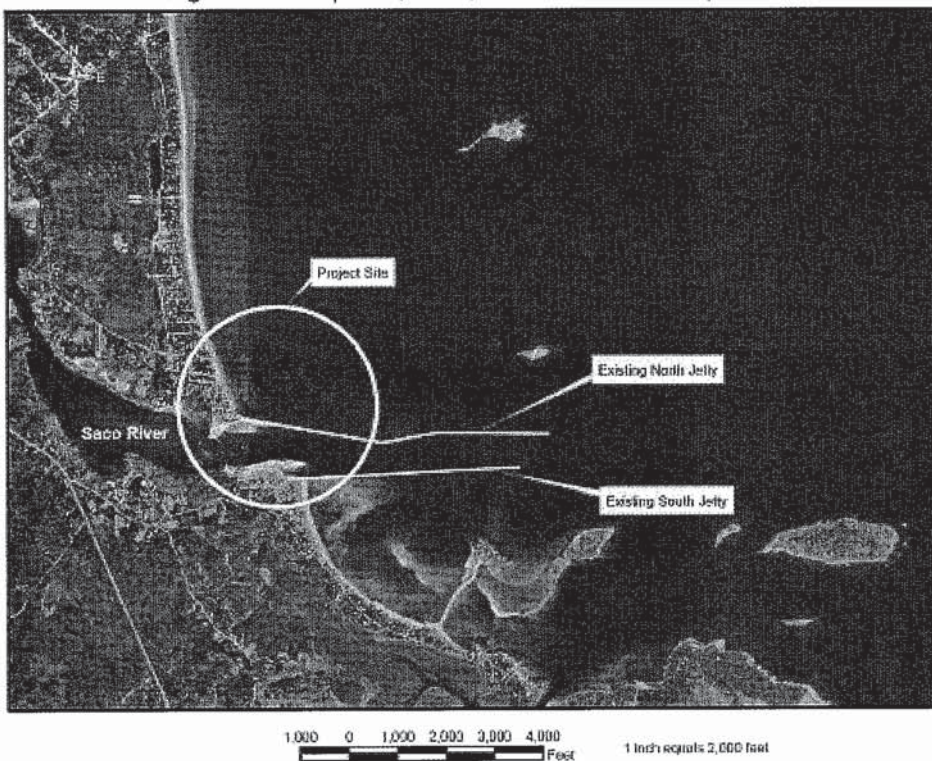 Project Site
Existing North Jetty
Saco River
Existing South Jetty
1,000 0 1,000 2,000 3,000 4,000
Feet
1 inch equals 2,000 feet